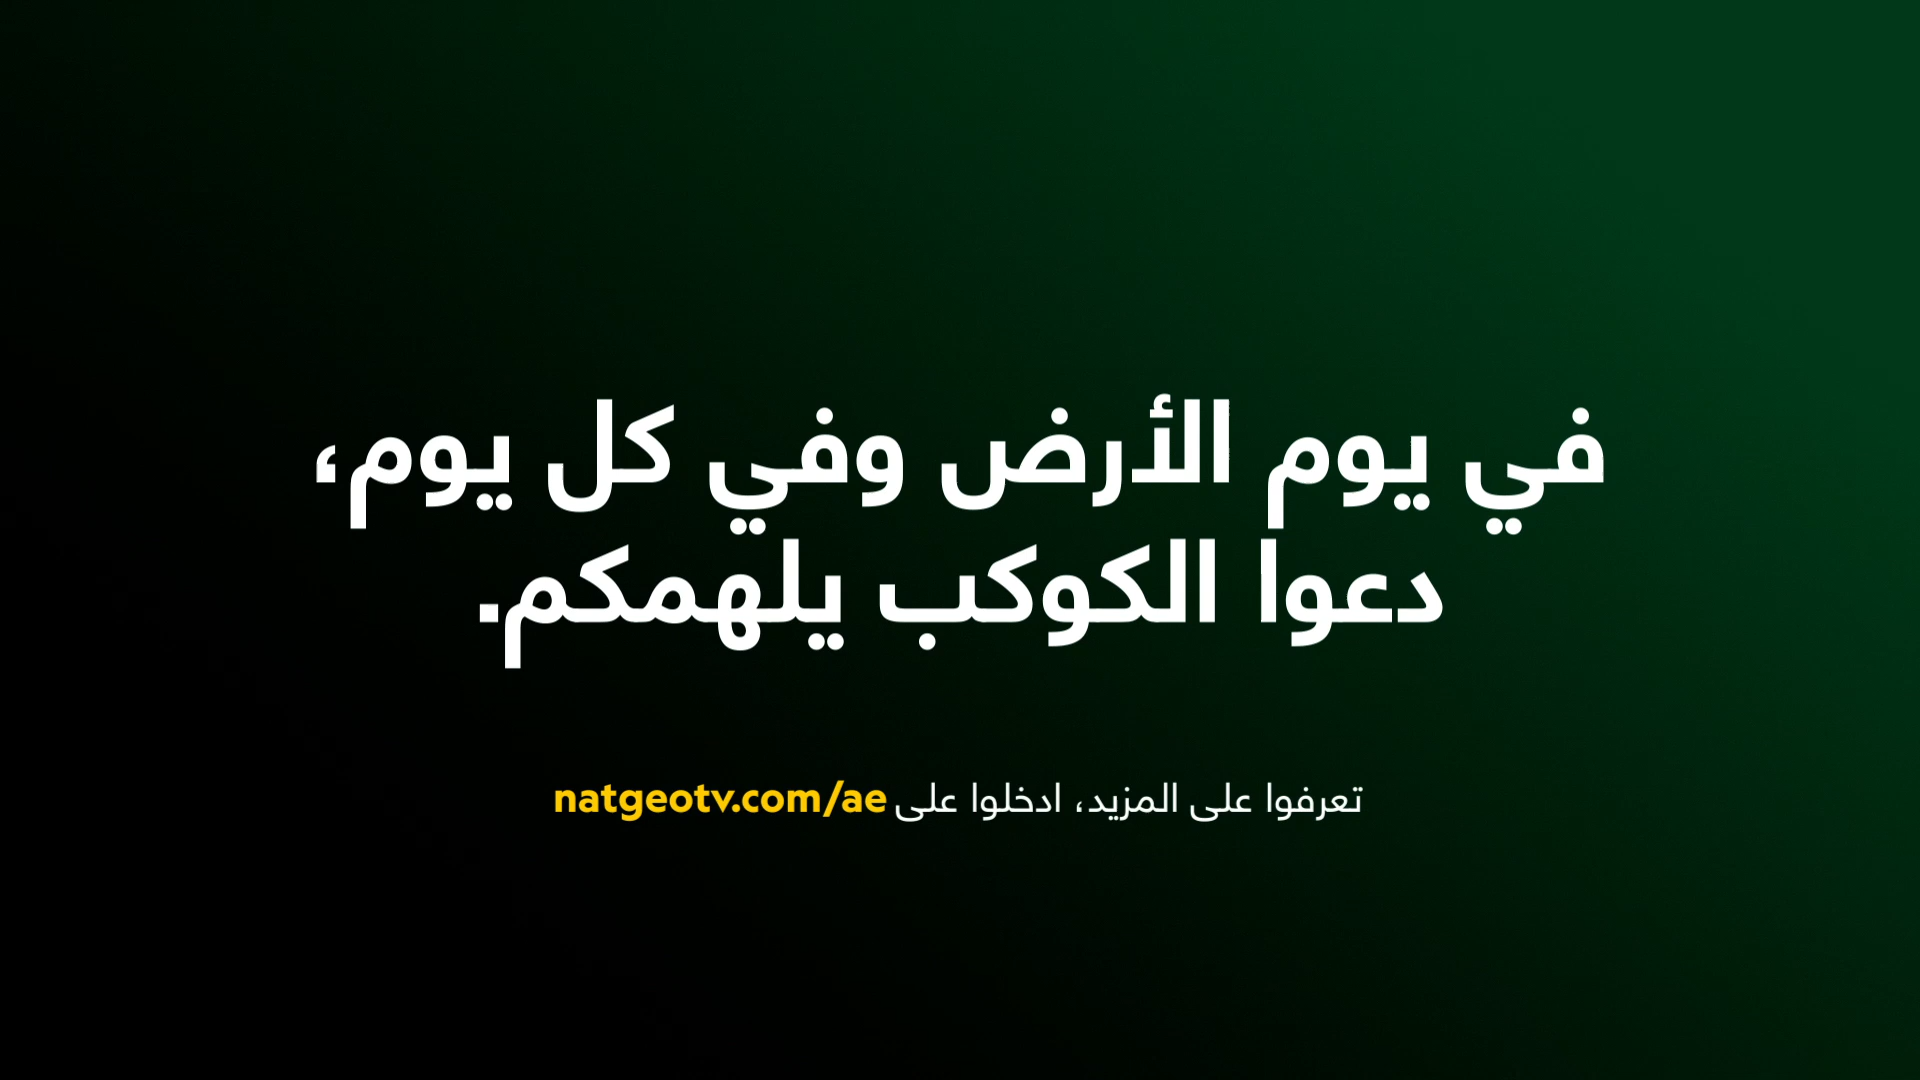 في يوم الأرض وفي كل يوم،
دعوا الكوكب يلهمكم.
تعرفوا على المزيد، ادخلوا على natgeotv.com/ae